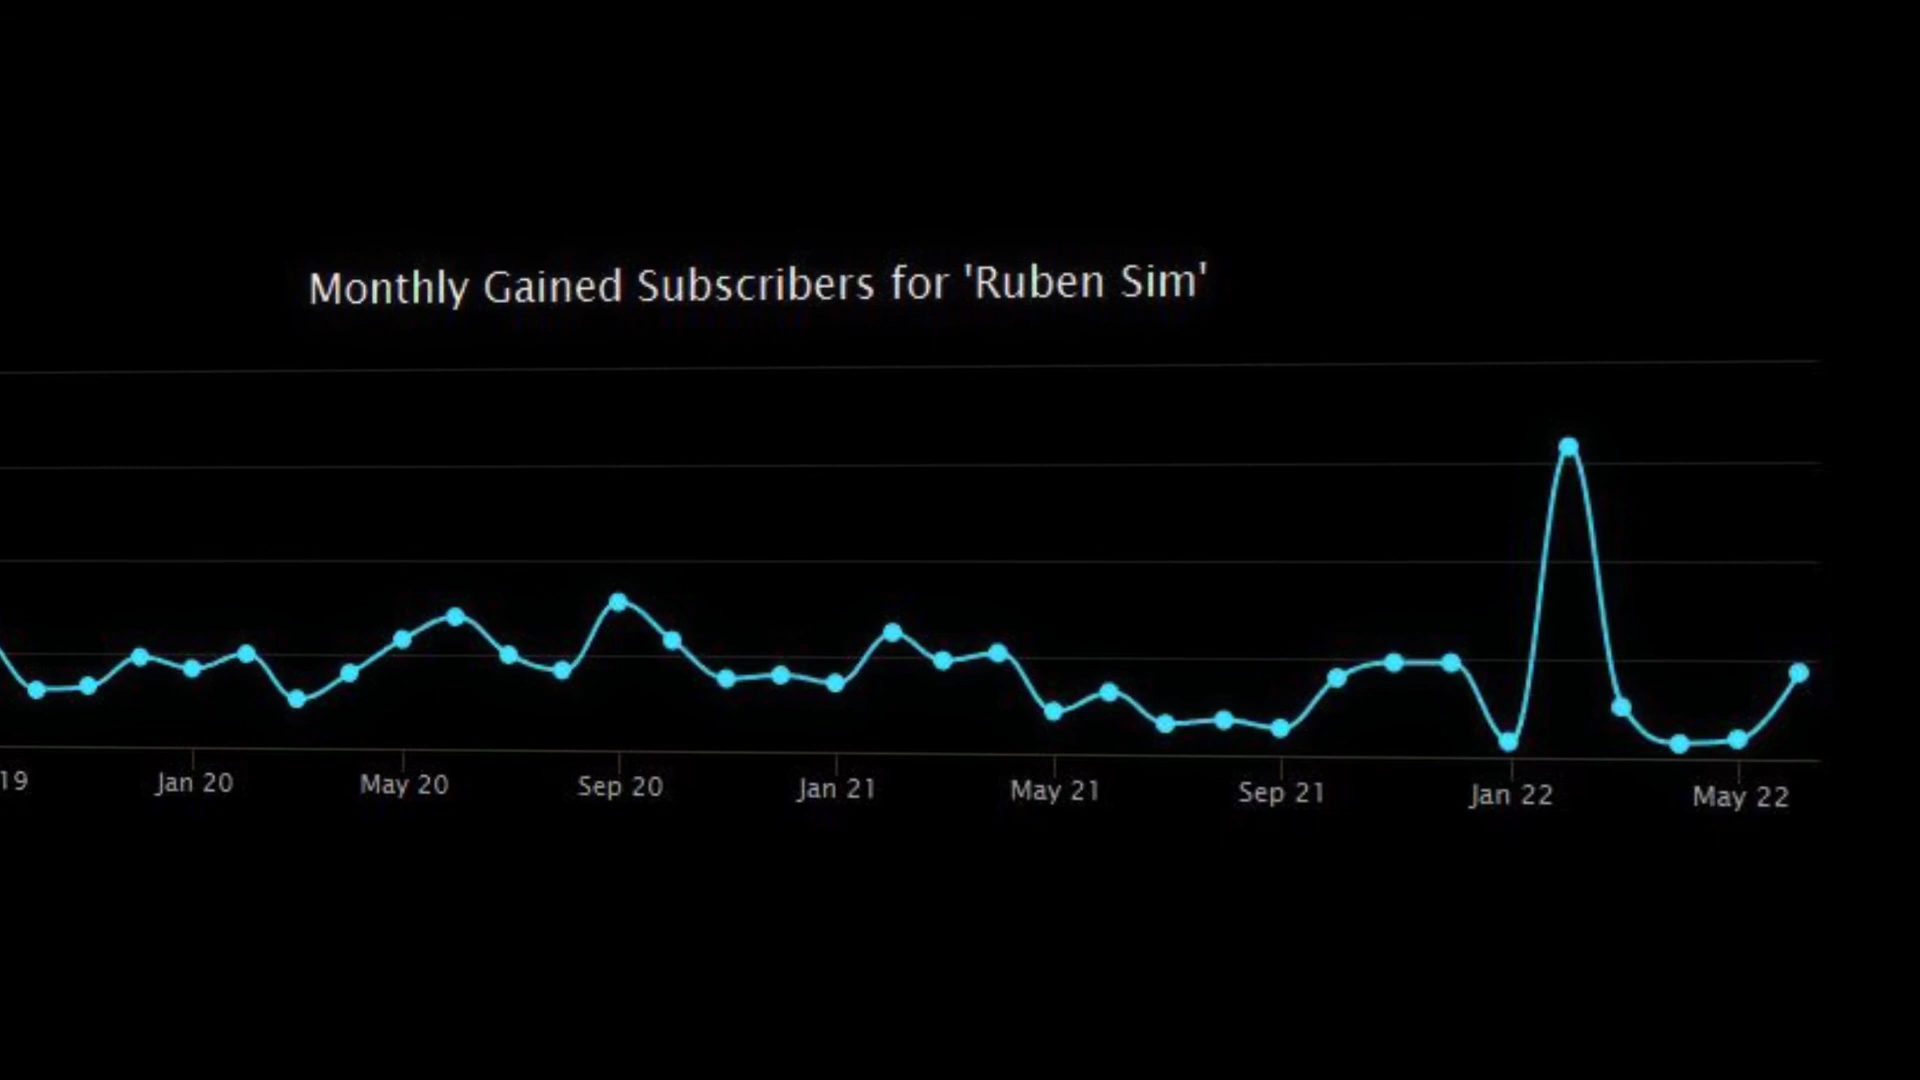 Monthly Gained Subscribers for 'Ruben Sim'
19 Jan 20 May 20 Sep 20 Jan 21 May 21 Sep 21 Jan 22 May 22